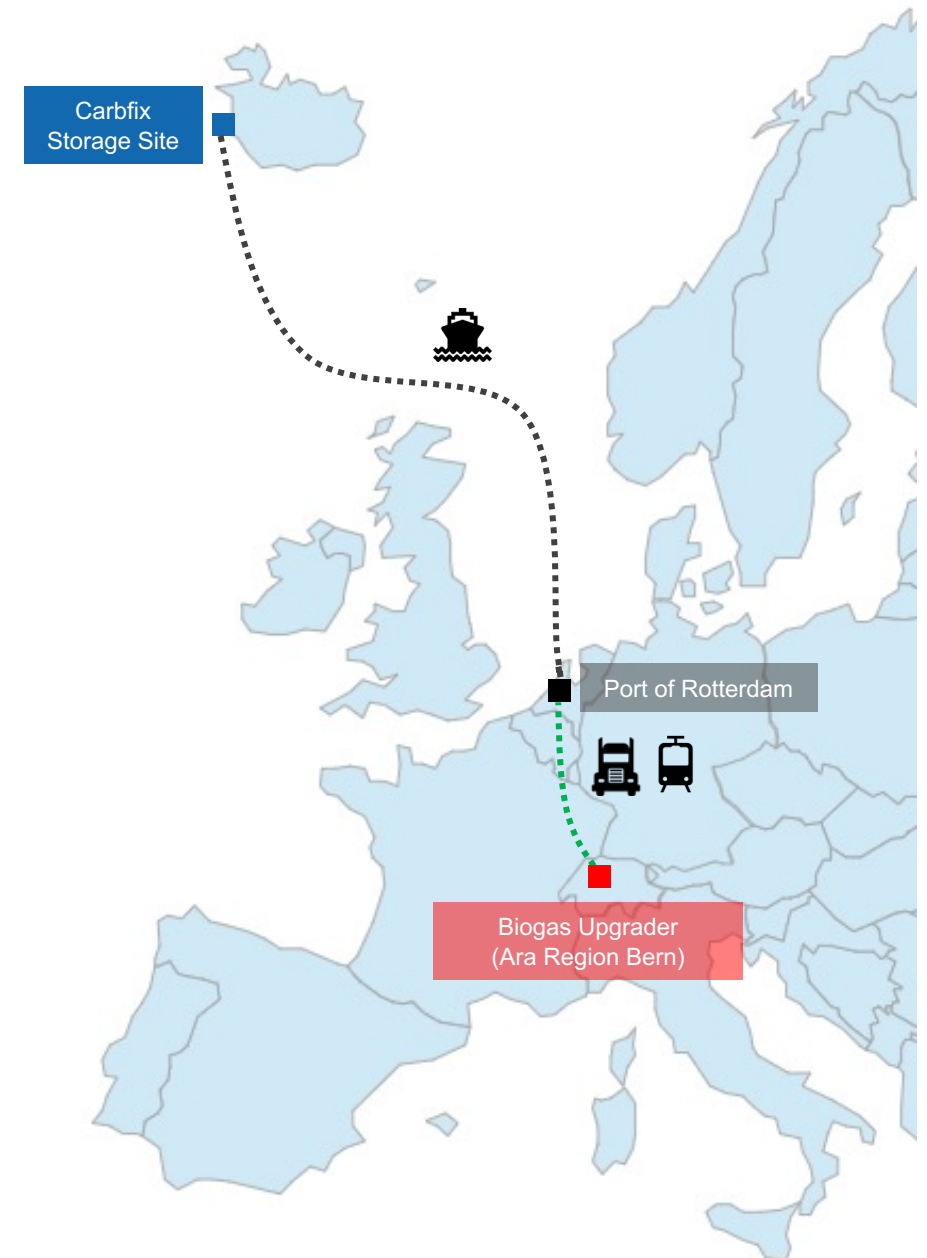 Carbfix
Storage Site
Port of Rotterdam
Biogas Upgrader
(Ara Region Bern)